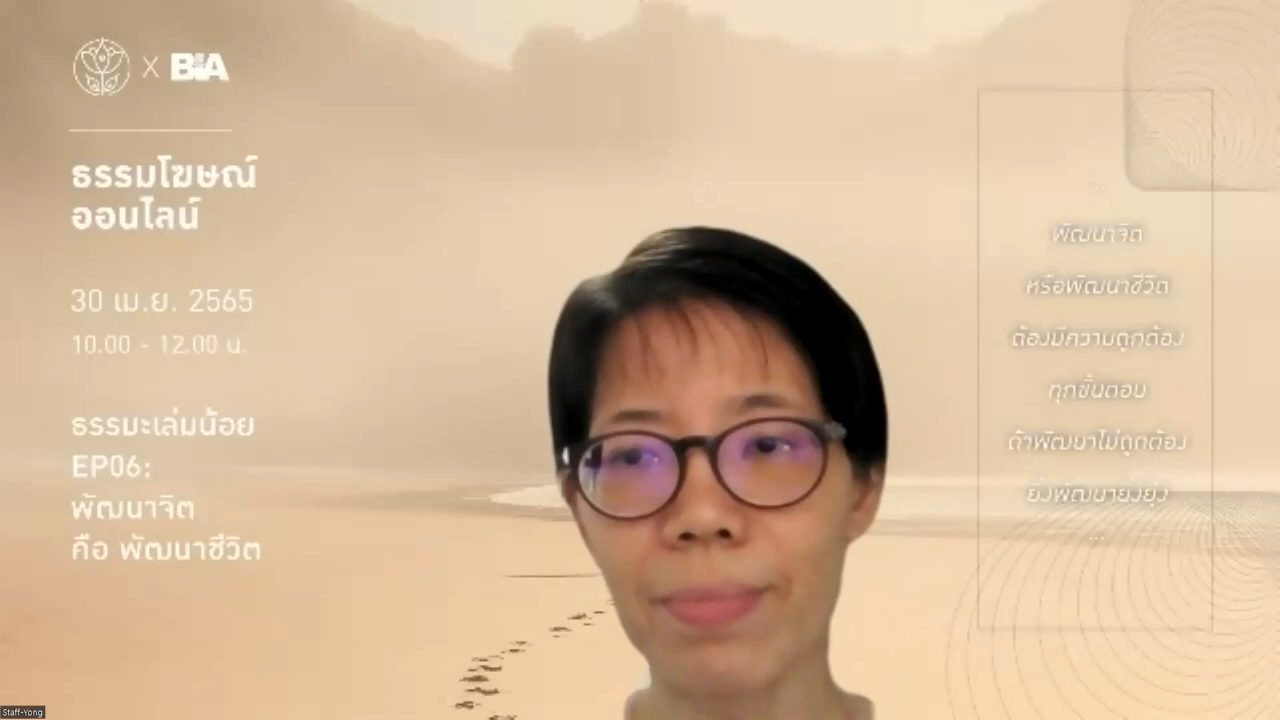 X BIA
ธรรมโฆษณ์
ออนไลน์
30 เม.ย. 2565
10.00 - 12.00 น.
ธรรมะเล่มน้อย
EP06:
พัฒนาจิต
คือ พัฒนาชีวิต
พัฒนาจิต
หรือพัฒนาชีวิต
ต้องมีความถูกต้อง
ทุกขั้นตอน
ถ้าพัฒนาไม่ถูกต้อง
ยิ่งพัฒนายิ่งยุ่ง
...
Staff-Yong